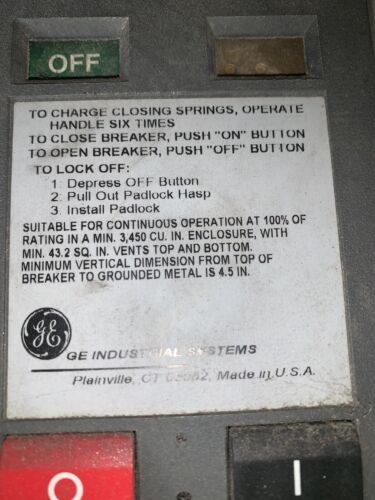 OFF
TO CHARGE CLOSING SPRINGS, OPERATE
HANDLE SIX TIMES
TO CLOSE BREAKER, PUSH "ON" BUTTON
TO OPEN BREAKER, PUSH "OFF" BUTTON
TO LOCK OFF:
1: Depress OFF Button
2: Pull Out Padlock Hasp
3: Install Padlock
SUITABLE FOR CONTINUOUS OPERATION AT 100% OF
RATING IN A MIN. 3,450 CU. IN. ENCLOSURE, WITH
MIN. 43.2 SQ. IN. VENTS TOP AND BOTTOM.
MINIMUM VERTICAL DIMENSION FROM TOP OF
BREAKER TO GROUNDED METAL IS 4.5 IN.
GE
GE INDUSTRIAL SYSTEMS
Plainville, CT 06062, Made in U.S.A.
O I